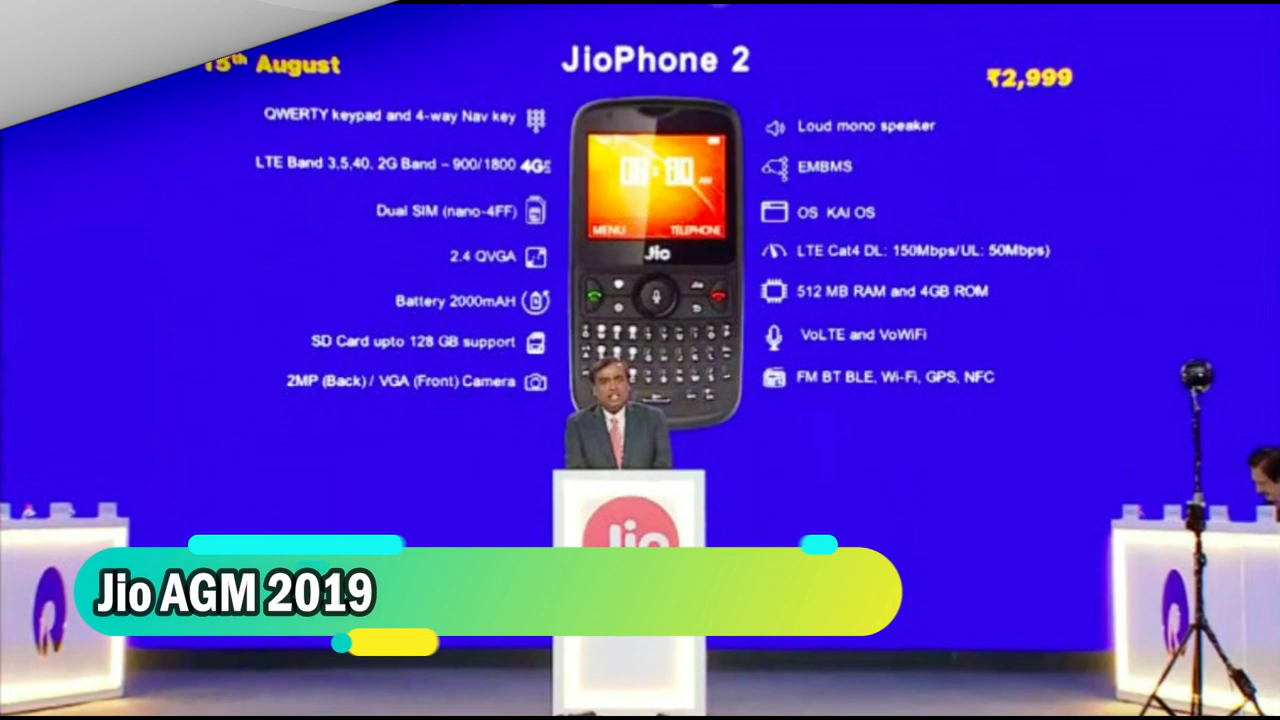 15th August
JioPhone 2
₹2,999
QWERTY keypad and 4-way Nav key
LTE Band 3,5,40, 2G Band – 900/1800 4G
Dual SIM (nano-4FF)
2.4 QVGA
Battery 2000mAH
SD Card upto 128 GB support
2MP (Back) / VGA (Front) Camera
MENU TELEPHONE
Jio
Loud mono speaker
EMBMS
OS KAI OS
LTE Cat4 DL: 150Mbps/UL: 50Mbps)
512 MB RAM and 4GB ROM
VoLTE and VoWiFi
FM BT BLE, Wi-Fi, GPS, NFC
Jio
Jio AGM 2019